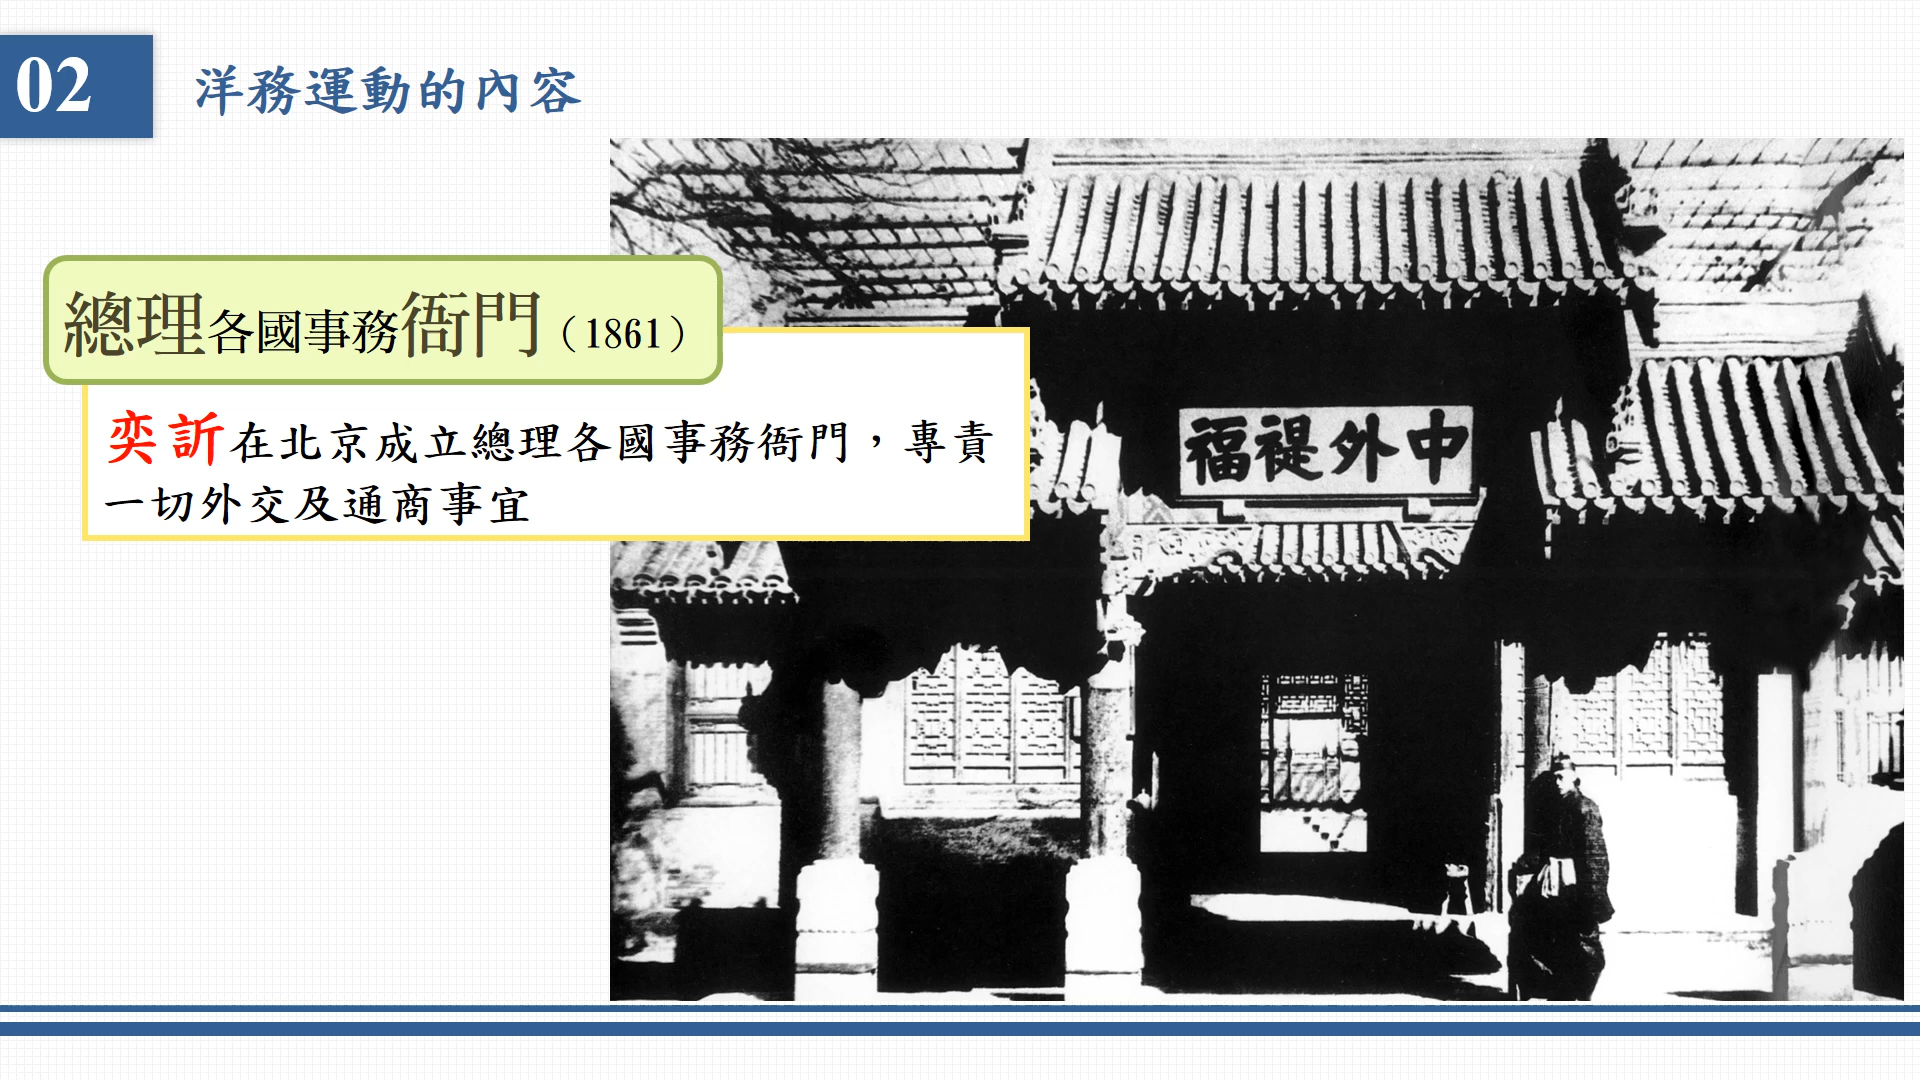 02
洋務運動的內容
總理各國事務衙門（1861）
奕訢在北京成立總理各國事務衙門，專責
一切外交及通商事宜
福禔外中